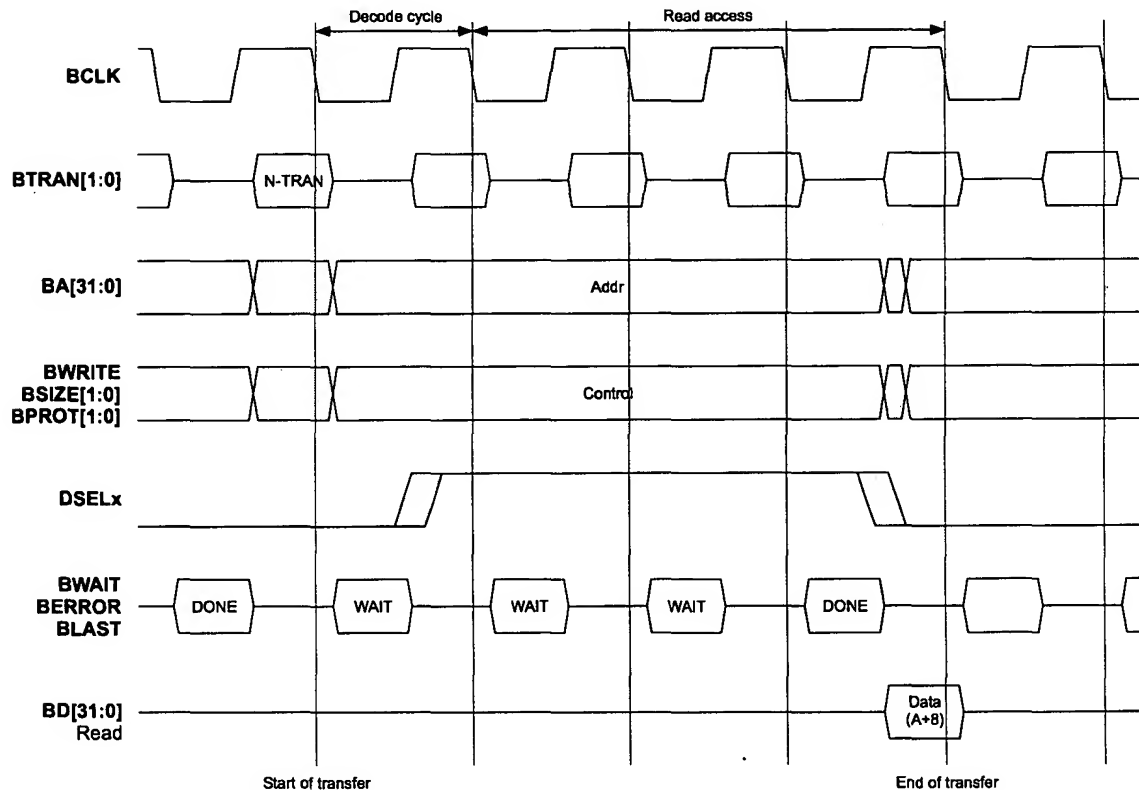 Decode cycle
Read access
BCLK
BTRAN[1:0]
N-TRAN
BA[31:0]
Addr
BWRITE
BSIZE[1:0]
BPROT[1:0]
Control
DSELx
BWAIT
BERROR
BLAST
DONE
WAIT
WAIT
WAIT
DONE
BD[31:0]
Read
Data
(A+8)
Start of transfer
End of transfer